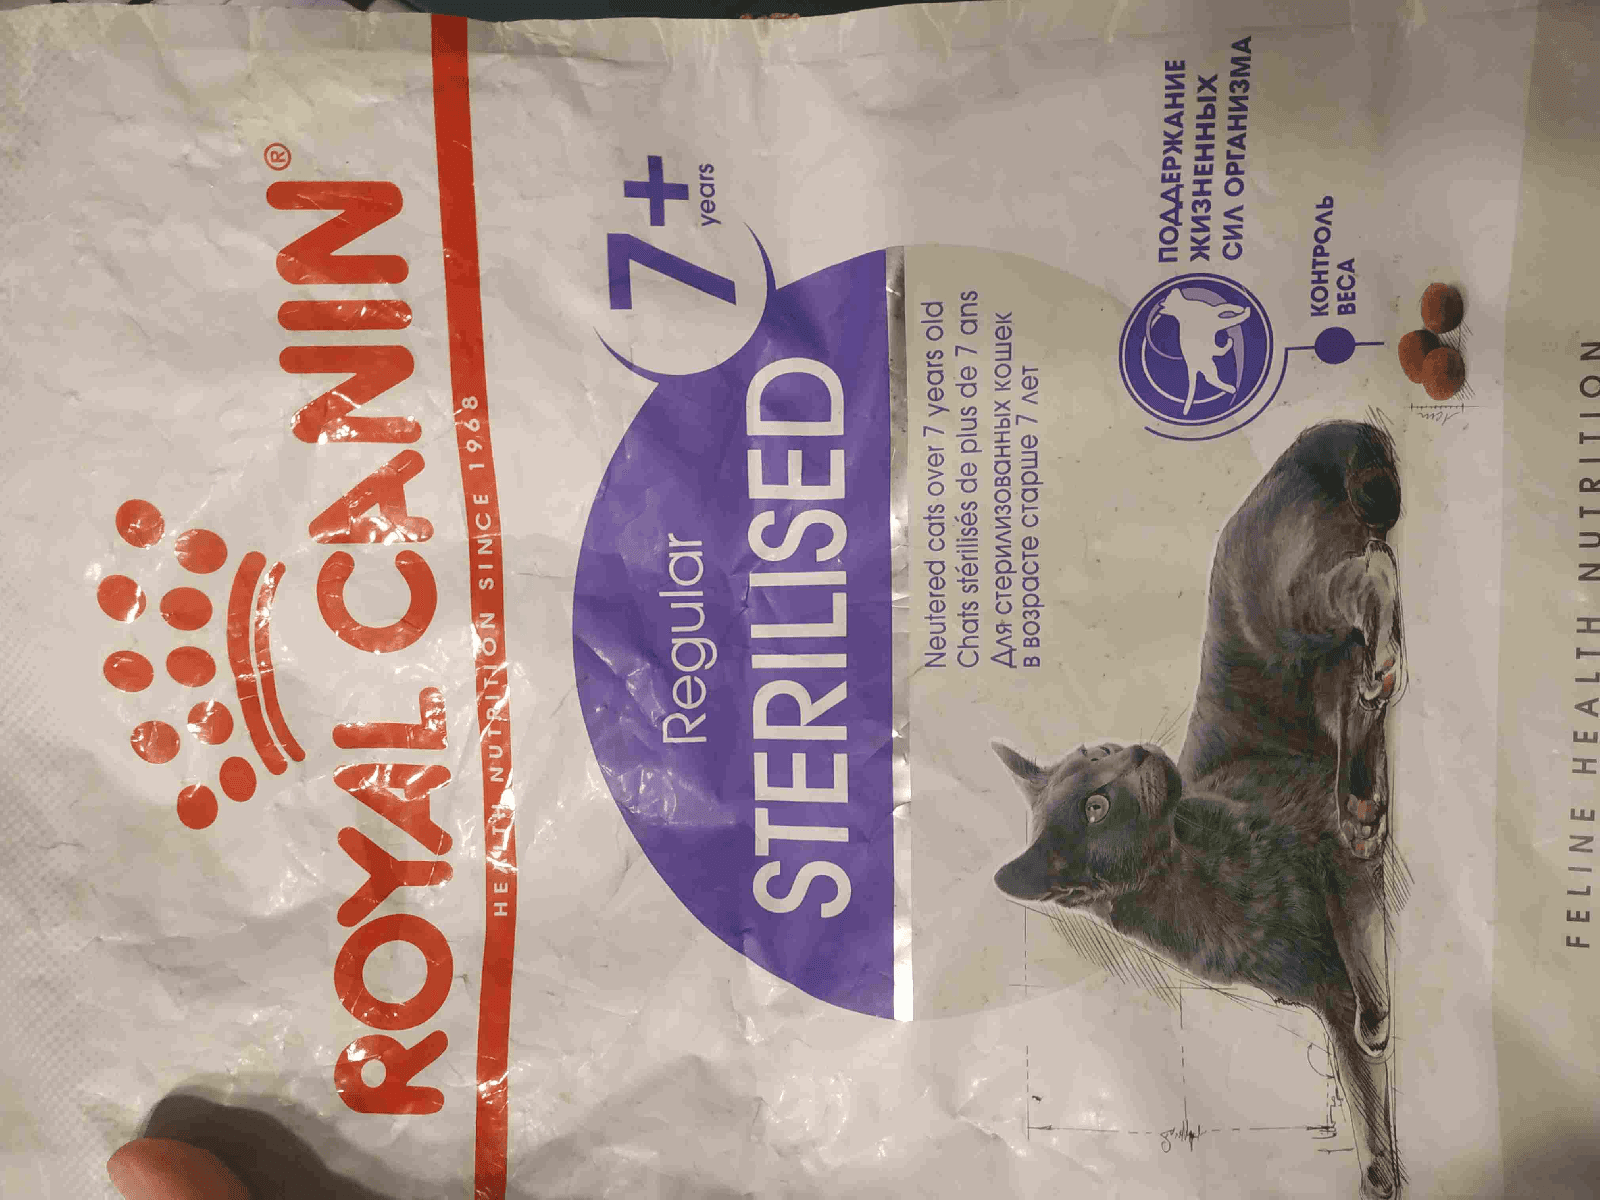 ROYAL CANIN®
HEALTH NUTRITION SINCE 1968
7+
years
Regular
STERILISED
Neutered cats over 7 years old
Chats stérilisés de plus de 7 ans
Для стерилизованных кошек
в возрасте старше 7 лет
ПОДДЕРЖАНИЕ
ЖИЗНЕННЫХ
СИЛ ОРГАНИЗМА
КОНТРОЛЬ
ВЕСА
1cm
FELINE HEALTH NUTRITION